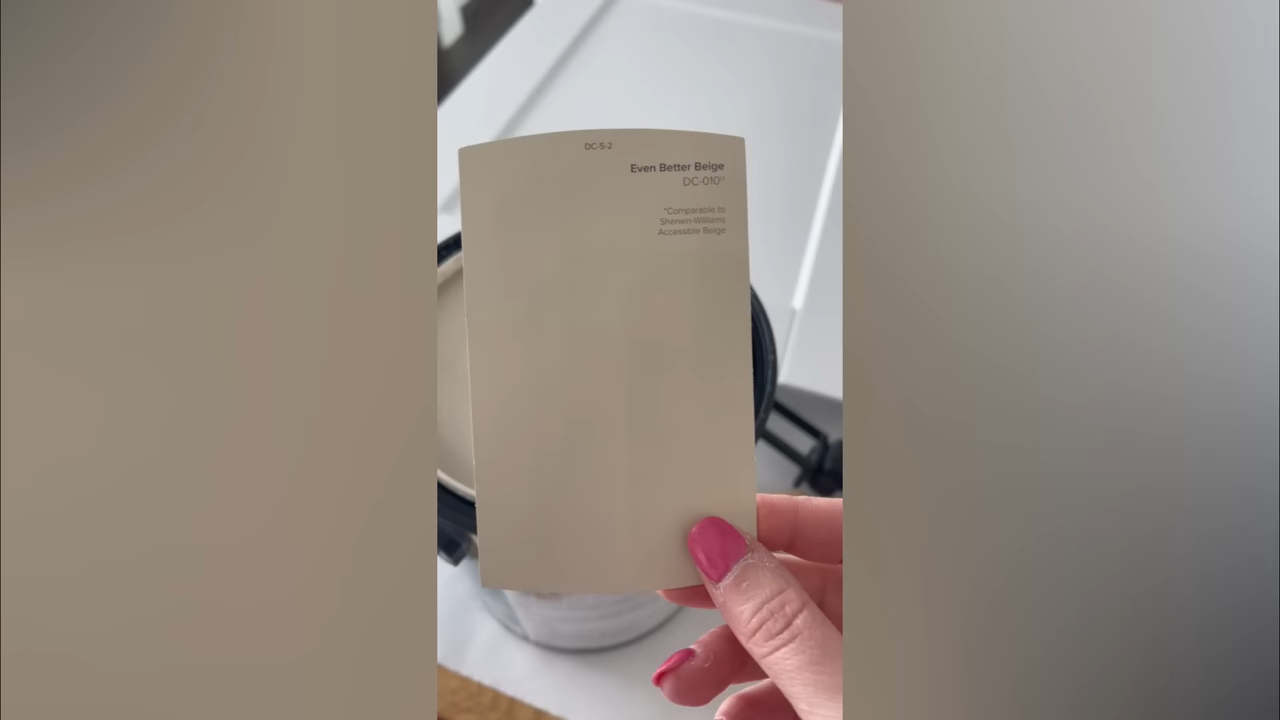 DC-5-2
Even Better Beige
DC-010
*Comparable to
Sherwin-Williams
Accessible Beige